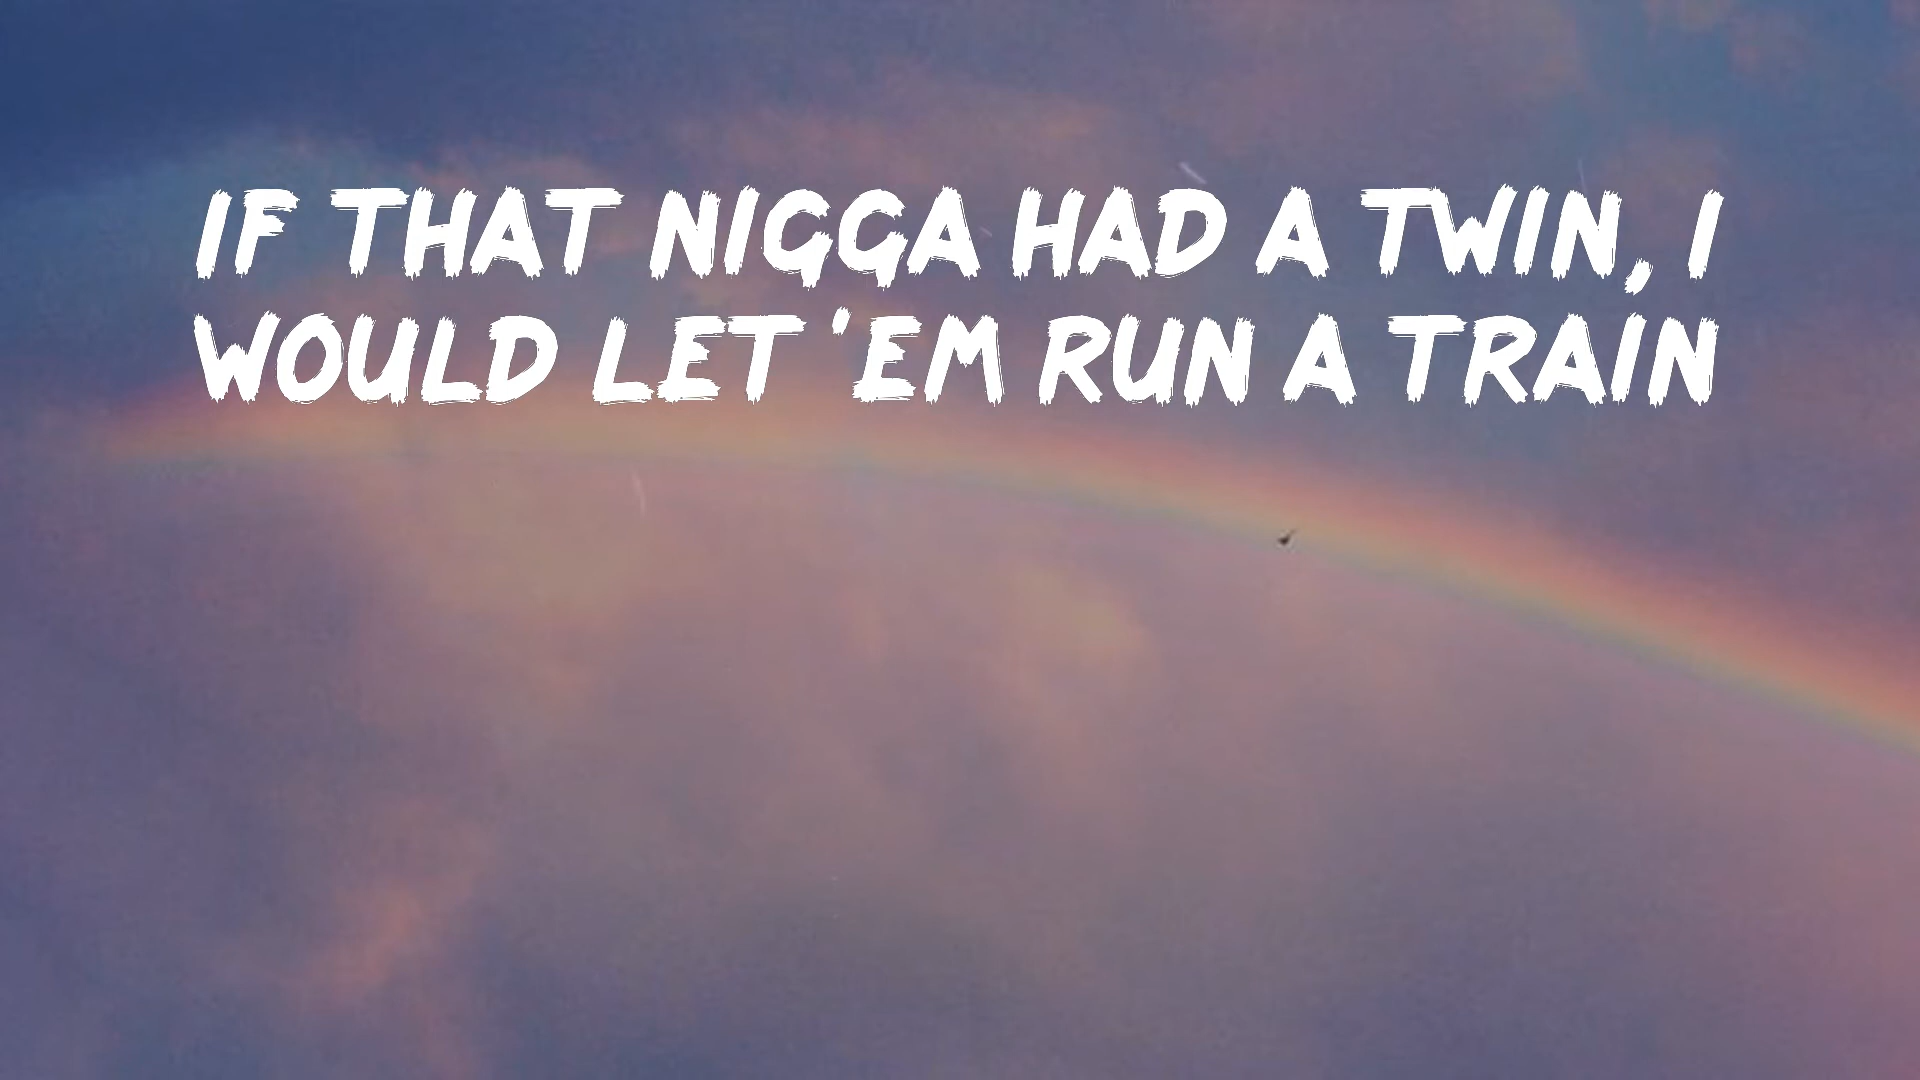 IF THAT NIGGA HAD A TWIN, I
WOULD LET 'EM RUN A TRAIN